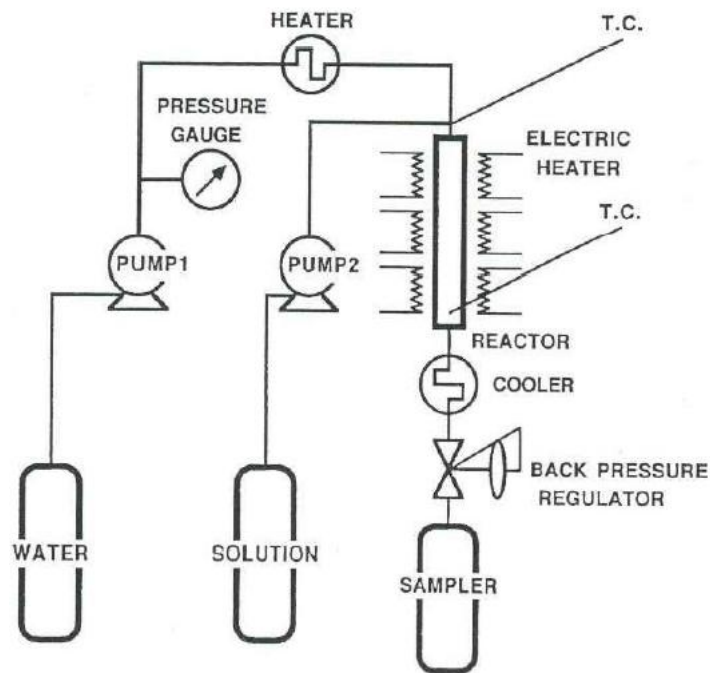 HEATER
T.C.
PRESSURE
GAUGE
ELECTRIC
HEATER
T.C.
PUMP1
PUMP2
REACTOR
COOLER
BACK PRESSURE
REGULATOR
WATER
SOLUTION
SAMPLER